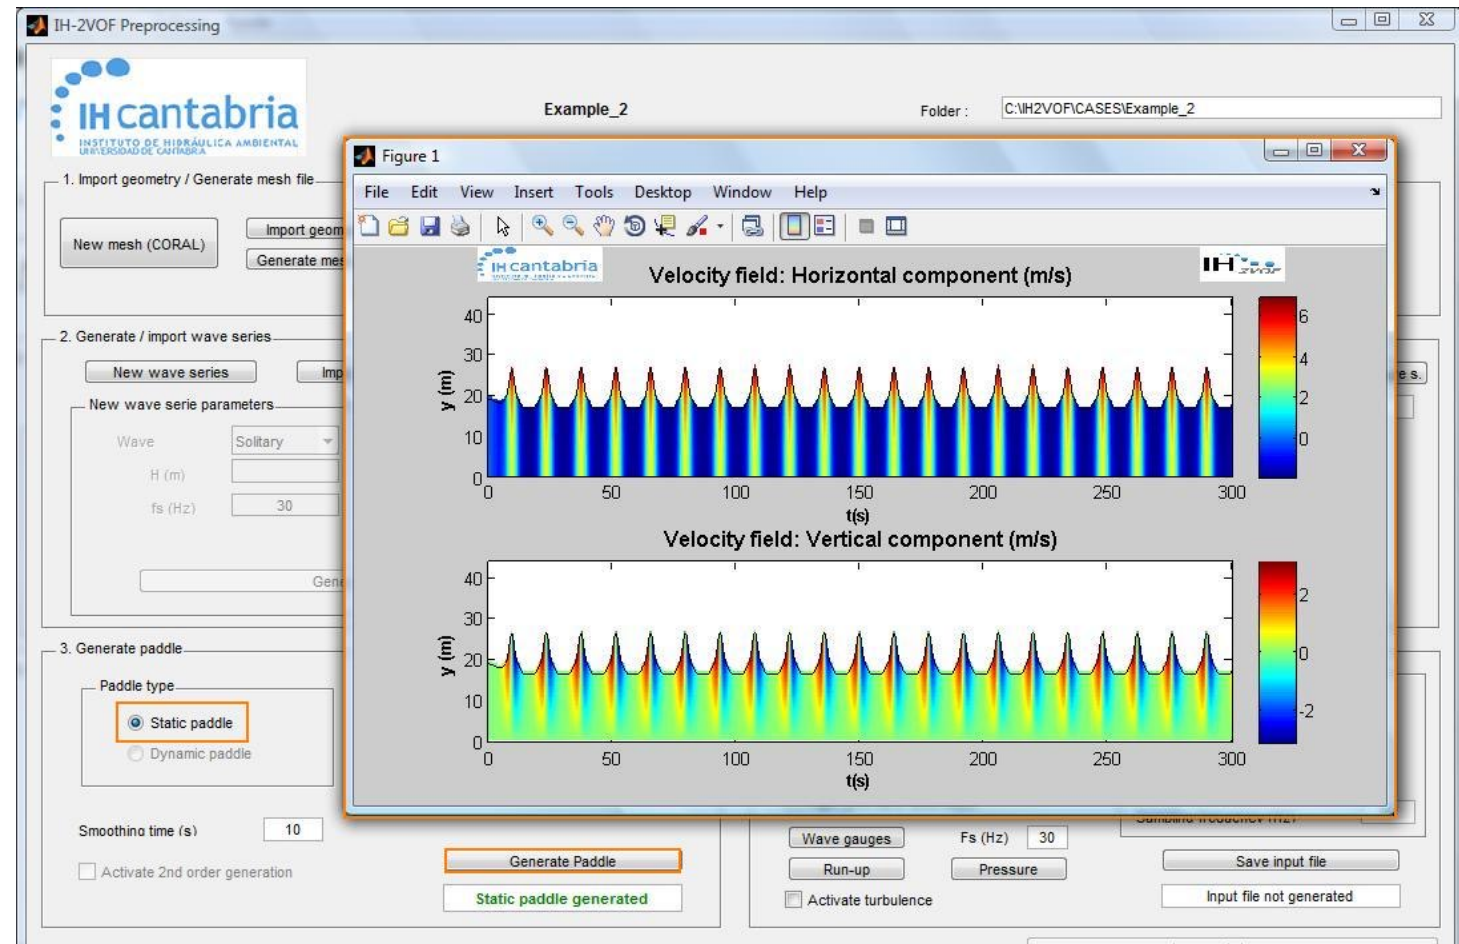 IH-2VOF Preprocessing
IHcantabria
INSTITUTO DE HIDRÁULICA AMBIENTAL
UNIVERSIDAD DE CANTABRIA
Example_2
Folder :
C:\IH2VOF\CASES\Example_2
1. Import geometry / Generate mesh file
New mesh (CORAL)
Import geom
Generate mes
2. Generate / import wave series
New wave series
Imp
e s.
New wave serie parameters
Wave
Solitary
H (m)
fs (Hz)
30
Gene
Figure 1
File Edit View Insert Tools Desktop Window Help
IHcantabria
Velocity field: Horizontal component (m/s)
IH2VOF
y (m)
40
30
20
10
0
0 50 100 150 200 250 300
t(s)
6
4
2
0
Velocity field: Vertical component (m/s)
y (m)
40
30
20
10
0
0 50 100 150 200 250 300
t(s)
2
0
-2
3. Generate paddle
Paddle type
Static paddle
Dynamic paddle
Smoothing time (s)
10
Activate 2nd order generation
Generate Paddle
Static paddle generated
Sampling frequency (Hz)
Wave gauges
Fs (Hz)
30
Run-up
Pressure
Activate turbulence
Save input file
Input file not generated